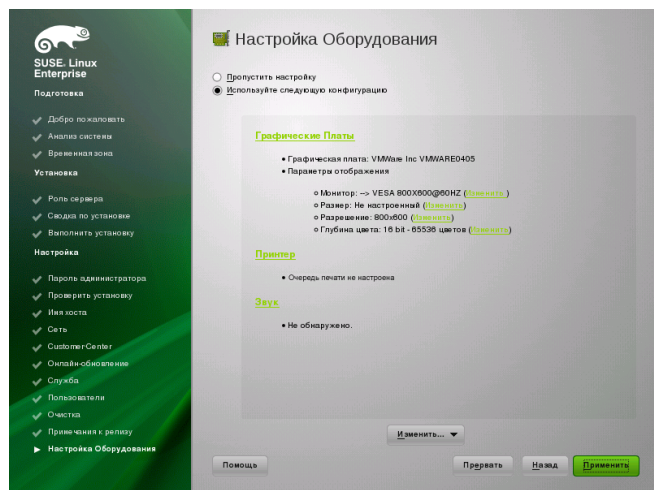 SUSE. Linux
Enterprise
Подготовка
Добро пожаловать
Анализ системы
Временная зона
Установка
Роль сервера
Сводка по установке
Выполнить установку
Настройка
Пароль администратора
Проверить установку
Имя хоста
Сеть
Customer-Center
Онлайн-обновление
Служба
Пользователи
Очистка
Примечания к релизу
Настройка Оборудования
Настройка Оборудования
Пропустить настройку
Используйте следующую конфигурацию
Графические Платы
Графическая плата: VMWare Inc VMWARE0405
Параметры отображения
Монитор: --> VESA 800X600@60HZ (Изменить)
Размер: Не настроенный (Изменить)
Разрешение: 800x600 (Изменить)
Глубина цвета: 16 bit - 65536 цветов (Изменить)
Принтер
Очередь печати не настроена
Звук
Не обнаружено.
Изменить...
Помощь
Прервать
Назад
Применить